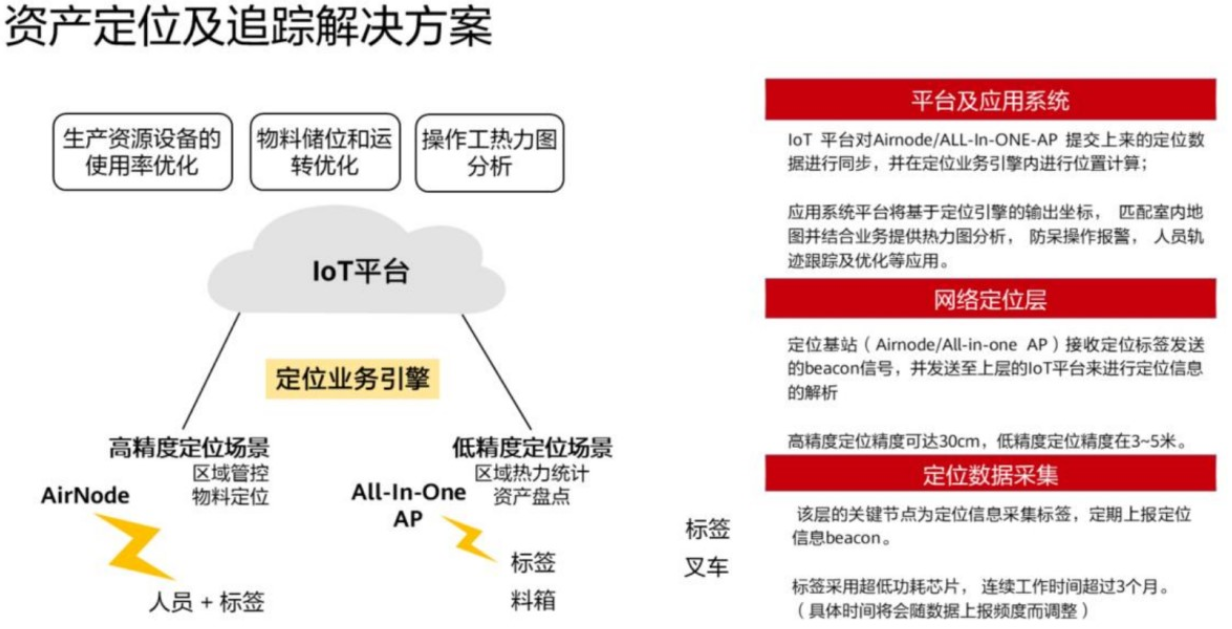 资产定位及追踪解决方案
生产资源设备的
使用率优化
物料储位和运
转优化
操作工热力图
分析
IoT平台
定位业务引擎
高精度定位场景
区域管控
物料定位
AirNode
人员 + 标签
低精度定位场景
区域热力统计
资产盘点
All-In-One
AP
标签
料箱
标签
叉车
平台及应用系统
IoT 平台对Airnode/ALL-In-ONE-AP 提交上来的定位数
据进行同步，并在定位业务引擎内进行位置计算；
应用系统平台将基于定位引擎的输出坐标， 匹配室内地
图并结合业务提供热力图分析， 防呆操作报警， 人员轨
迹跟踪及优化等应用。
网络定位层
定位基站（ Airnode/All-in-one AP ）接收定位标签发送
的beacon信号，并发送至上层的IoT平台来进行定位信息
的解析
高精度定位精度可达30cm，低精度定位精度在3~5米。
定位数据采集
该层的关键节点为定位信息采集标签，定期上报定位
信息beacon。
标签采用超低功耗芯片， 连续工作时间超过3个月。
（ 具体时间将会随数据上报频度而调整 ）